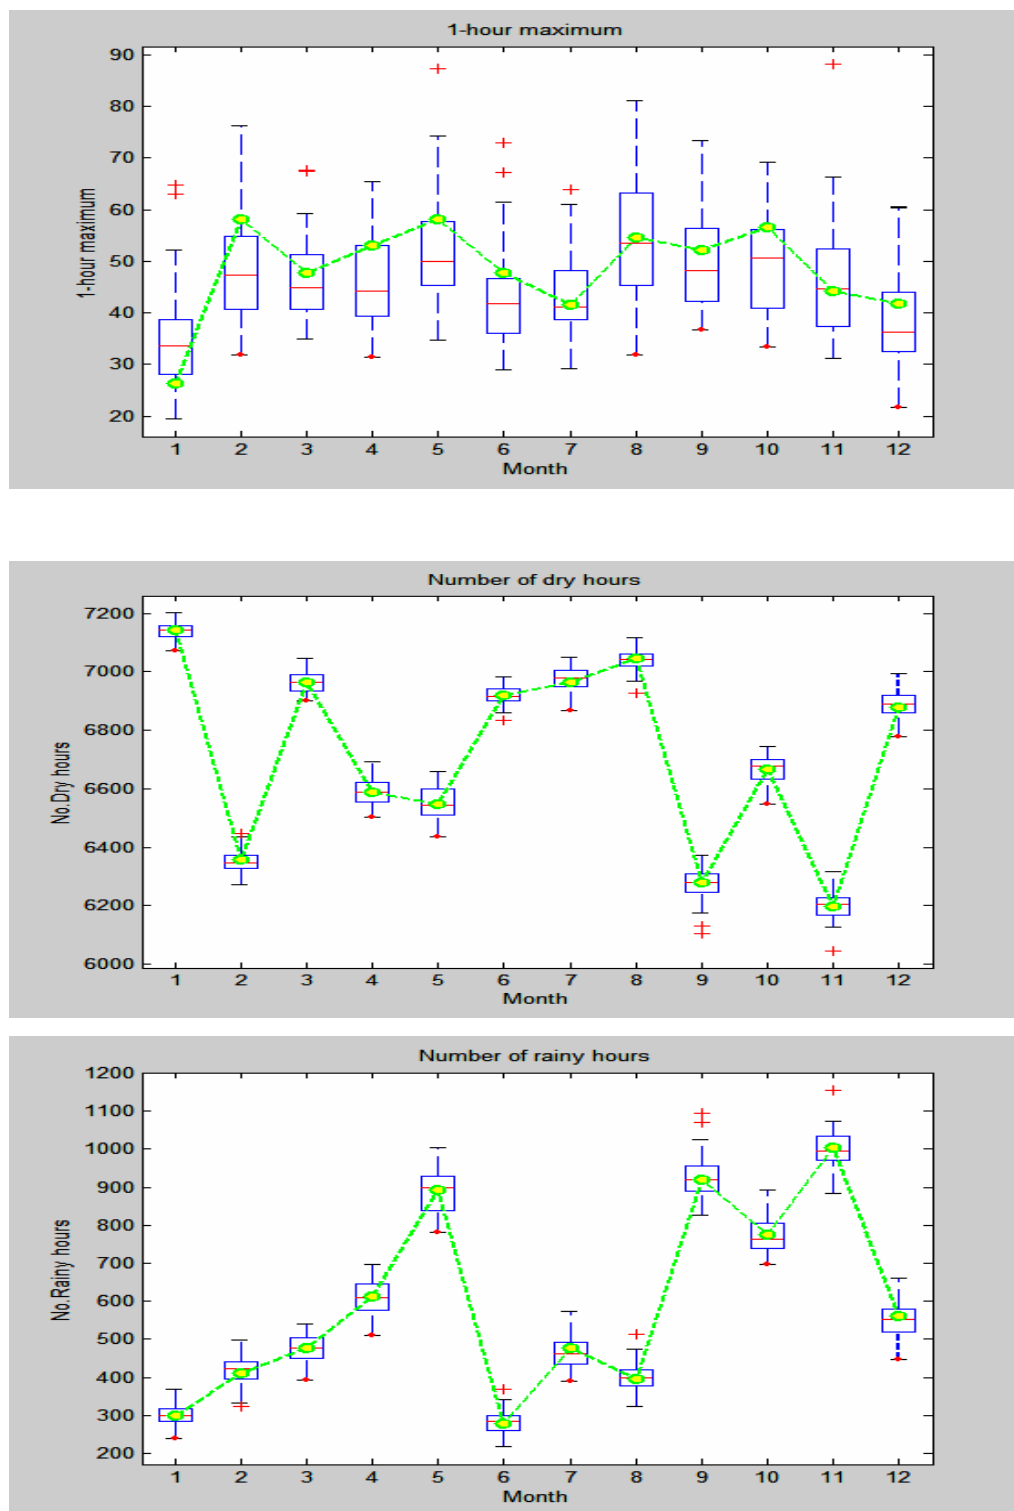 1-hour maximum
90
80
70
60
50
40
30
20
1-hour maximum
1 2 3 4 5 6 7 8 9 10 11 12
Month
Number of dry hours
7200
7000
6800
6600
6400
6200
6000
No.Dry hours
1 2 3 4 5 6 7 8 9 10 11 12
Month
Number of rainy hours
1200
1100
1000
900
800
700
600
500
400
300
200
No.Rainy hours
1 2 3 4 5 6 7 8 9 10 11 12
Month